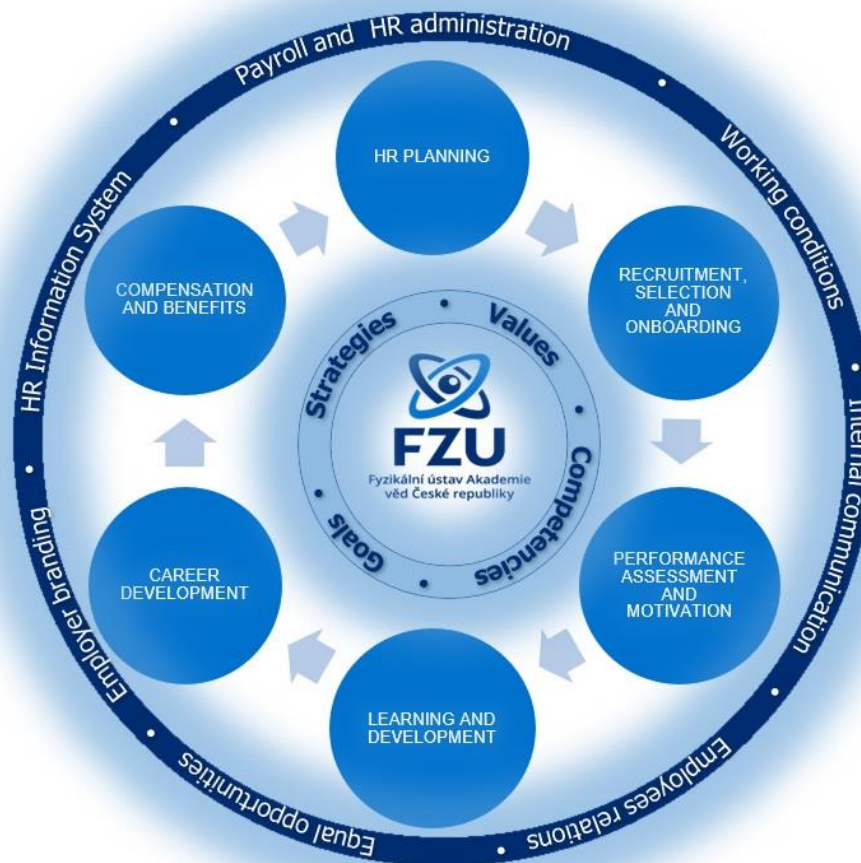 Payroll and HR administration
•
Working conditions
•
Internal communication
•
Employees relations
•
Equal opportunities
•
Employer branding
•
HR Information System
•
HR PLANNING
RECRUITMENT,
SELECTION
AND
ONBOARDING
PERFORMANCE
ASSESSMENT
AND
MOTIVATION
LEARNING AND
DEVELOPMENT
CAREER
DEVELOPMENT
COMPENSATION
AND BENEFITS
Strategies
•
Values
•
Competencies
•
Goals
•
FZU
Fyzikální ústav Akademie
věd České republiky